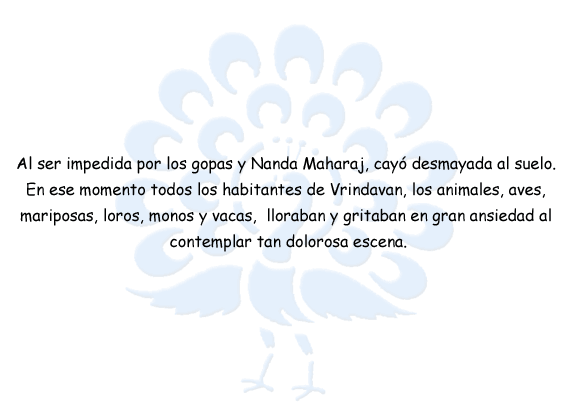 Al ser impedida por los gopas y Nanda Maharaj, cayó desmayada al suelo.
En ese momento todos los habitantes de Vrindavan, los animales, aves,
mariposas, loros, monos y vacas,  lloraban y gritaban en gran ansiedad al
contemplar tan dolorosa escena.